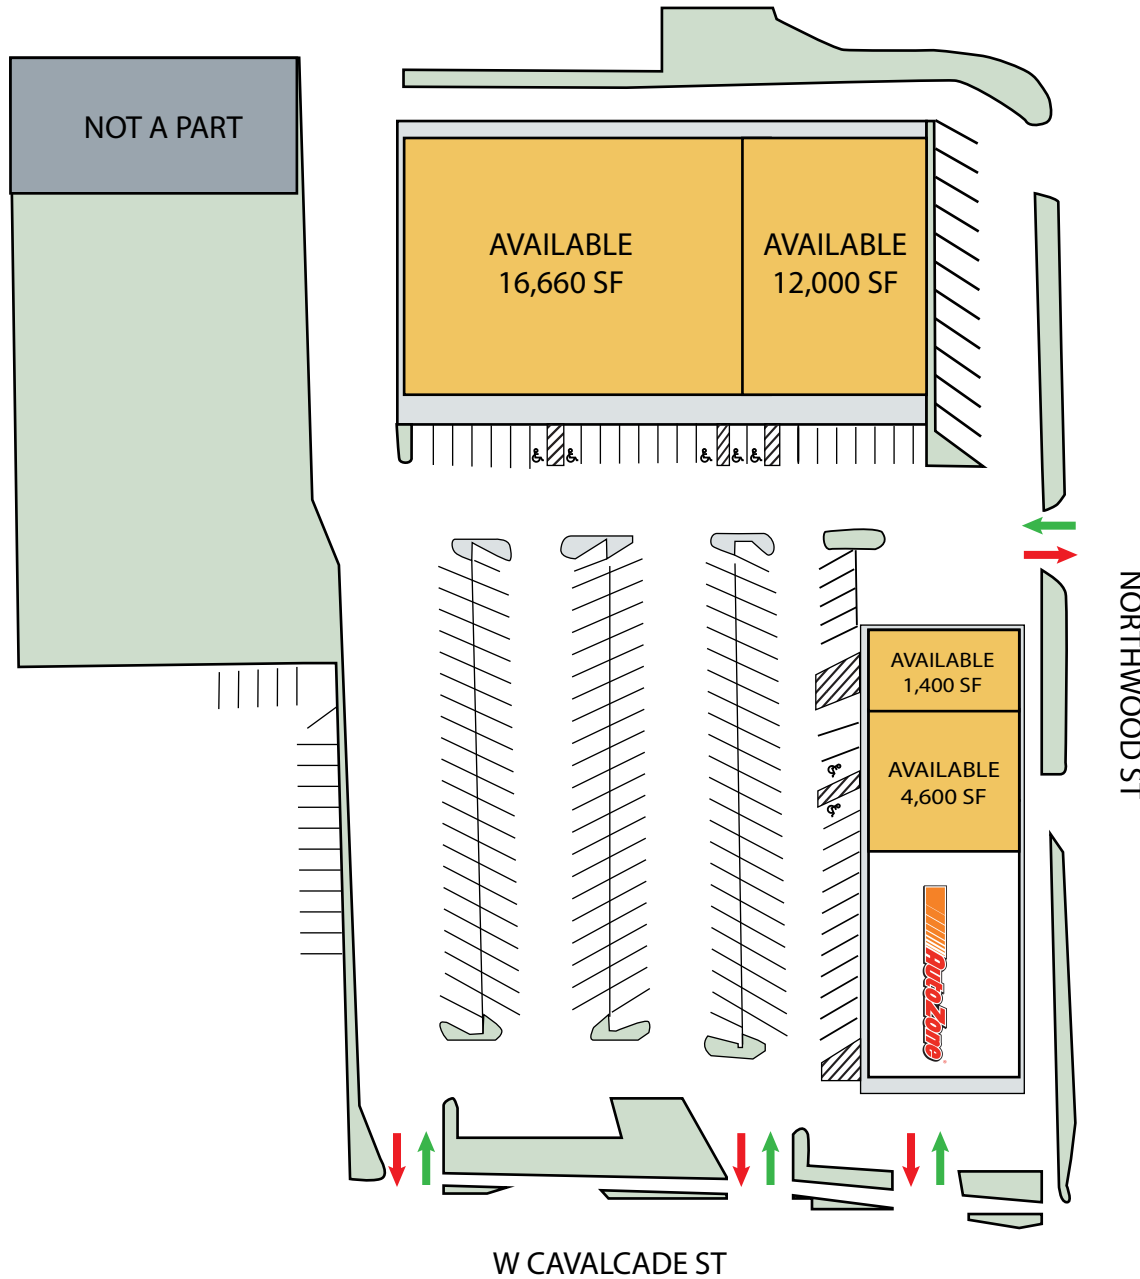 NOT A PART
AVAILABLE
16,660 SF
AVAILABLE
12,000 SF
AVAILABLE
1,400 SF
AVAILABLE
4,600 SF
AutoZone
NORTHWOOD ST
W CAVALCADE ST